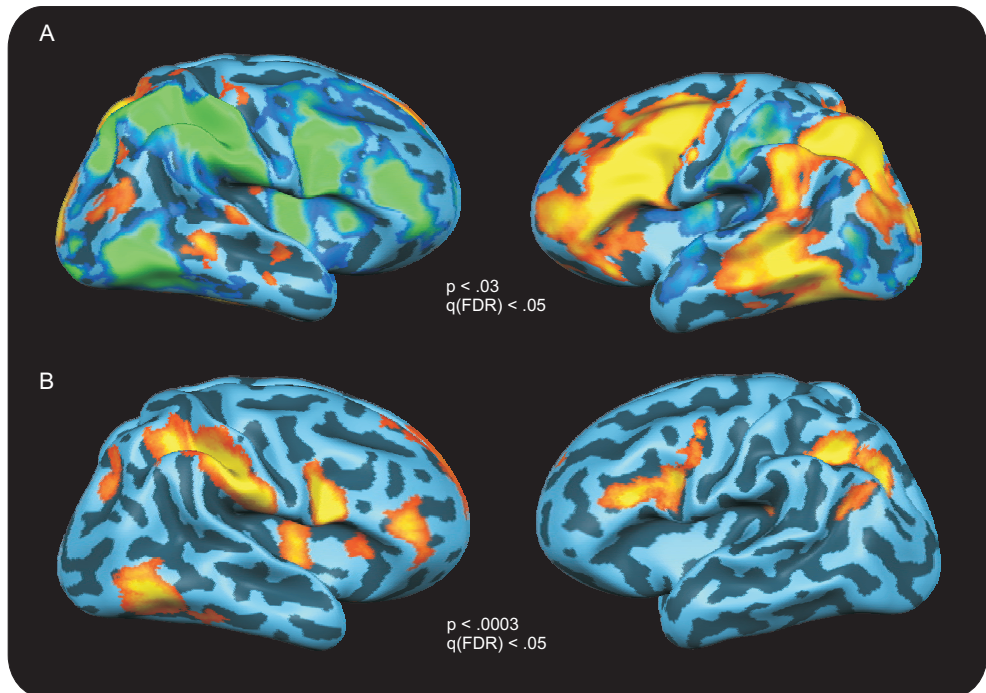 A
p < .03
q(FDR) < .05
B
p < .0003
q(FDR) < .05